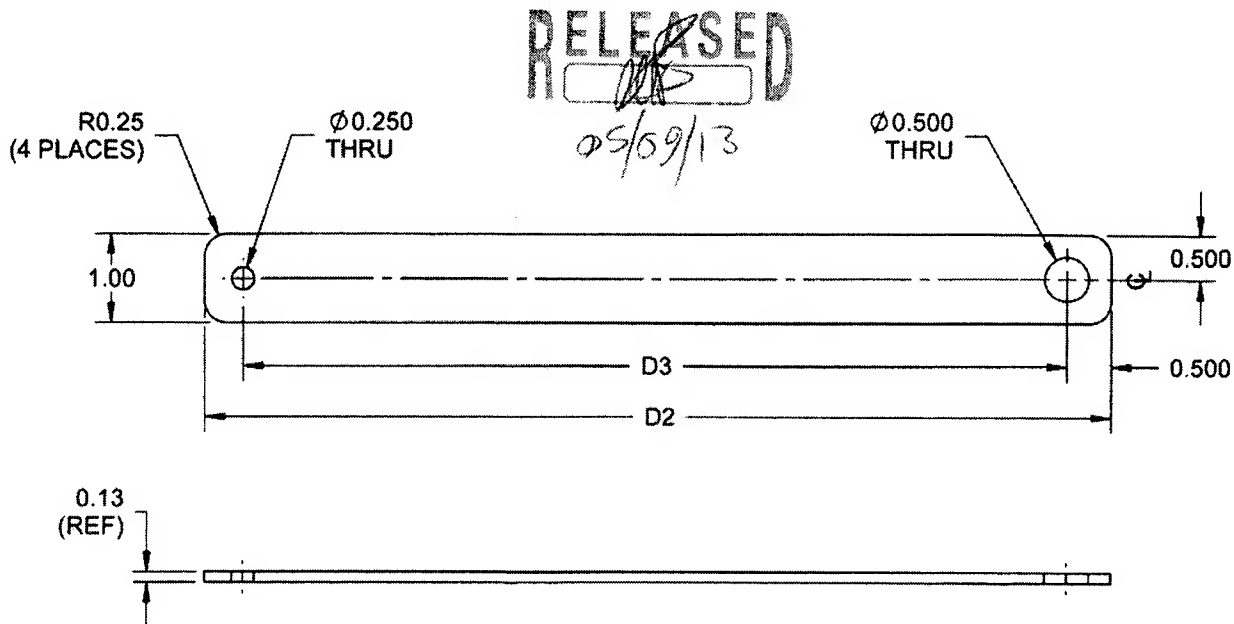 RELEASED
05/09/13
R0.25
(4 PLACES)
Ø0.250
THRU
Ø0.500
THRU
1.00
0.500
℄
D3
0.500
D2
0.13
(REF)